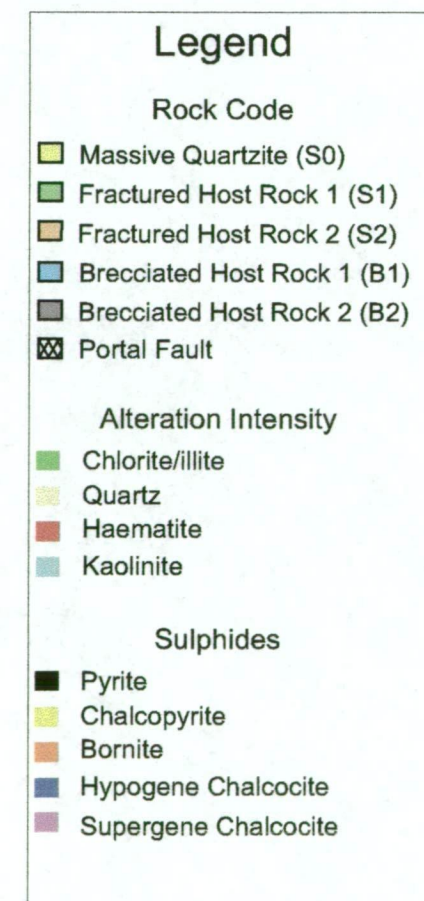 Legend
Rock Code
Massive Quartzite (S0)
Fractured Host Rock 1 (S1)
Fractured Host Rock 2 (S2)
Brecciated Host Rock 1 (B1)
Brecciated Host Rock 2 (B2)
Portal Fault
Alteration Intensity
Chlorite/illite
Quartz
Haematite
Kaolinite
Sulphides
Pyrite
Chalcopyrite
Bornite
Hypogene Chalcocite
Supergene Chalcocite